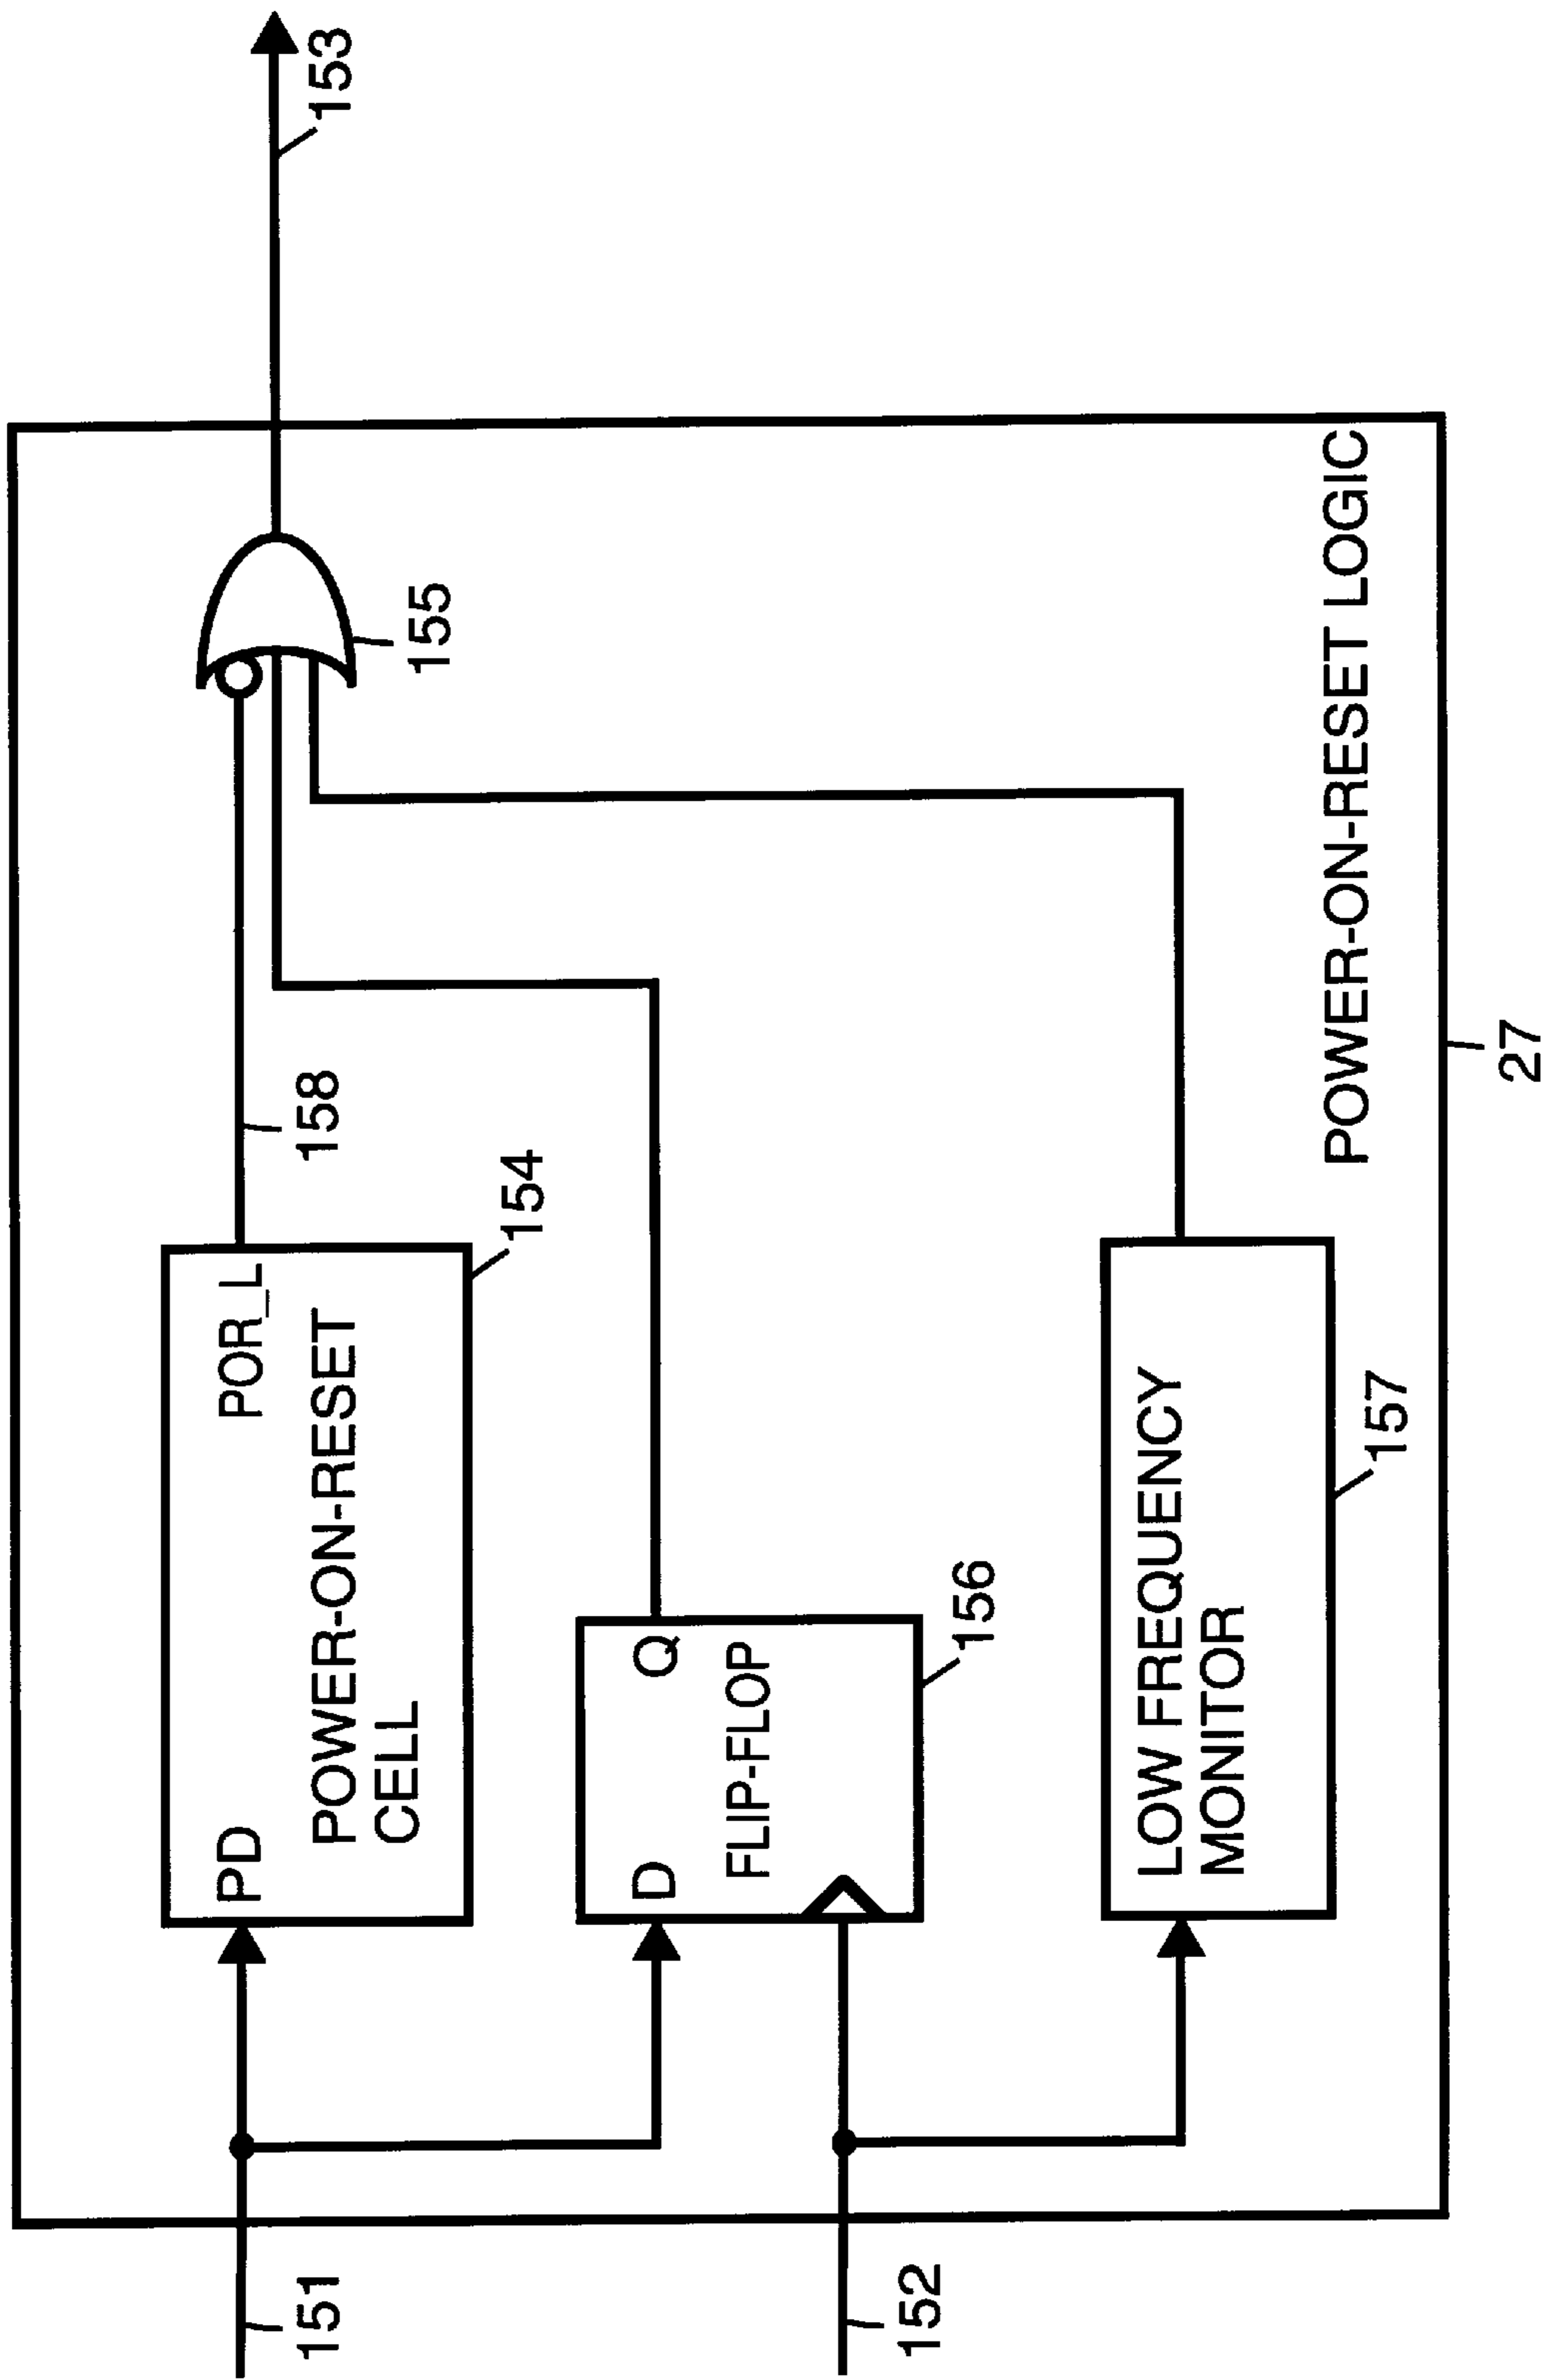 151
152
PD
POR_L
POWER-ON-RESET
CELL
154
158
D
Q
FLIP-FLOP
156
LOW FREQUENCY
MONITOR
157
155
153
POWER-ON-RESET LOGIC
27